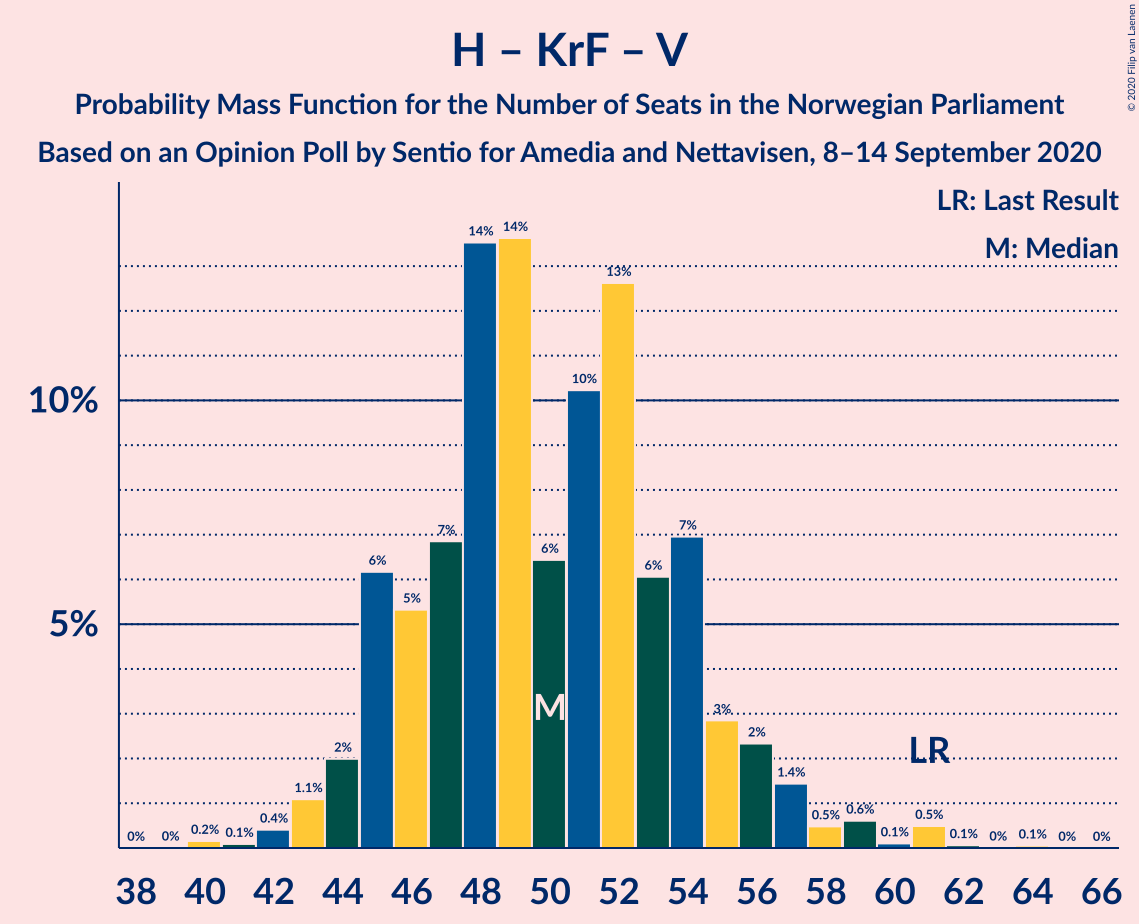 H – KrF – V
Probability Mass Function for the Number of Seats in the Norwegian Parliament
Based on an Opinion Poll by Sentio for Amedia and Nettavisen, 8–14 September 2020
© 2020 Filip van Laenen
LR: Last Result
M: Median
10%
5%
0% 0% 0.2% 0.1% 0.4% 1.1% 2% 6% 5% 7% 14% 14% 6% 10% 13% 6% 7% 3% 2% 1.4% 0.5% 0.6% 0.1% 0.5% 0.1% 0% 0.1% 0% 0%
M
LR
38 40 42 44 46 48 50 52 54 56 58 60 62 64 66